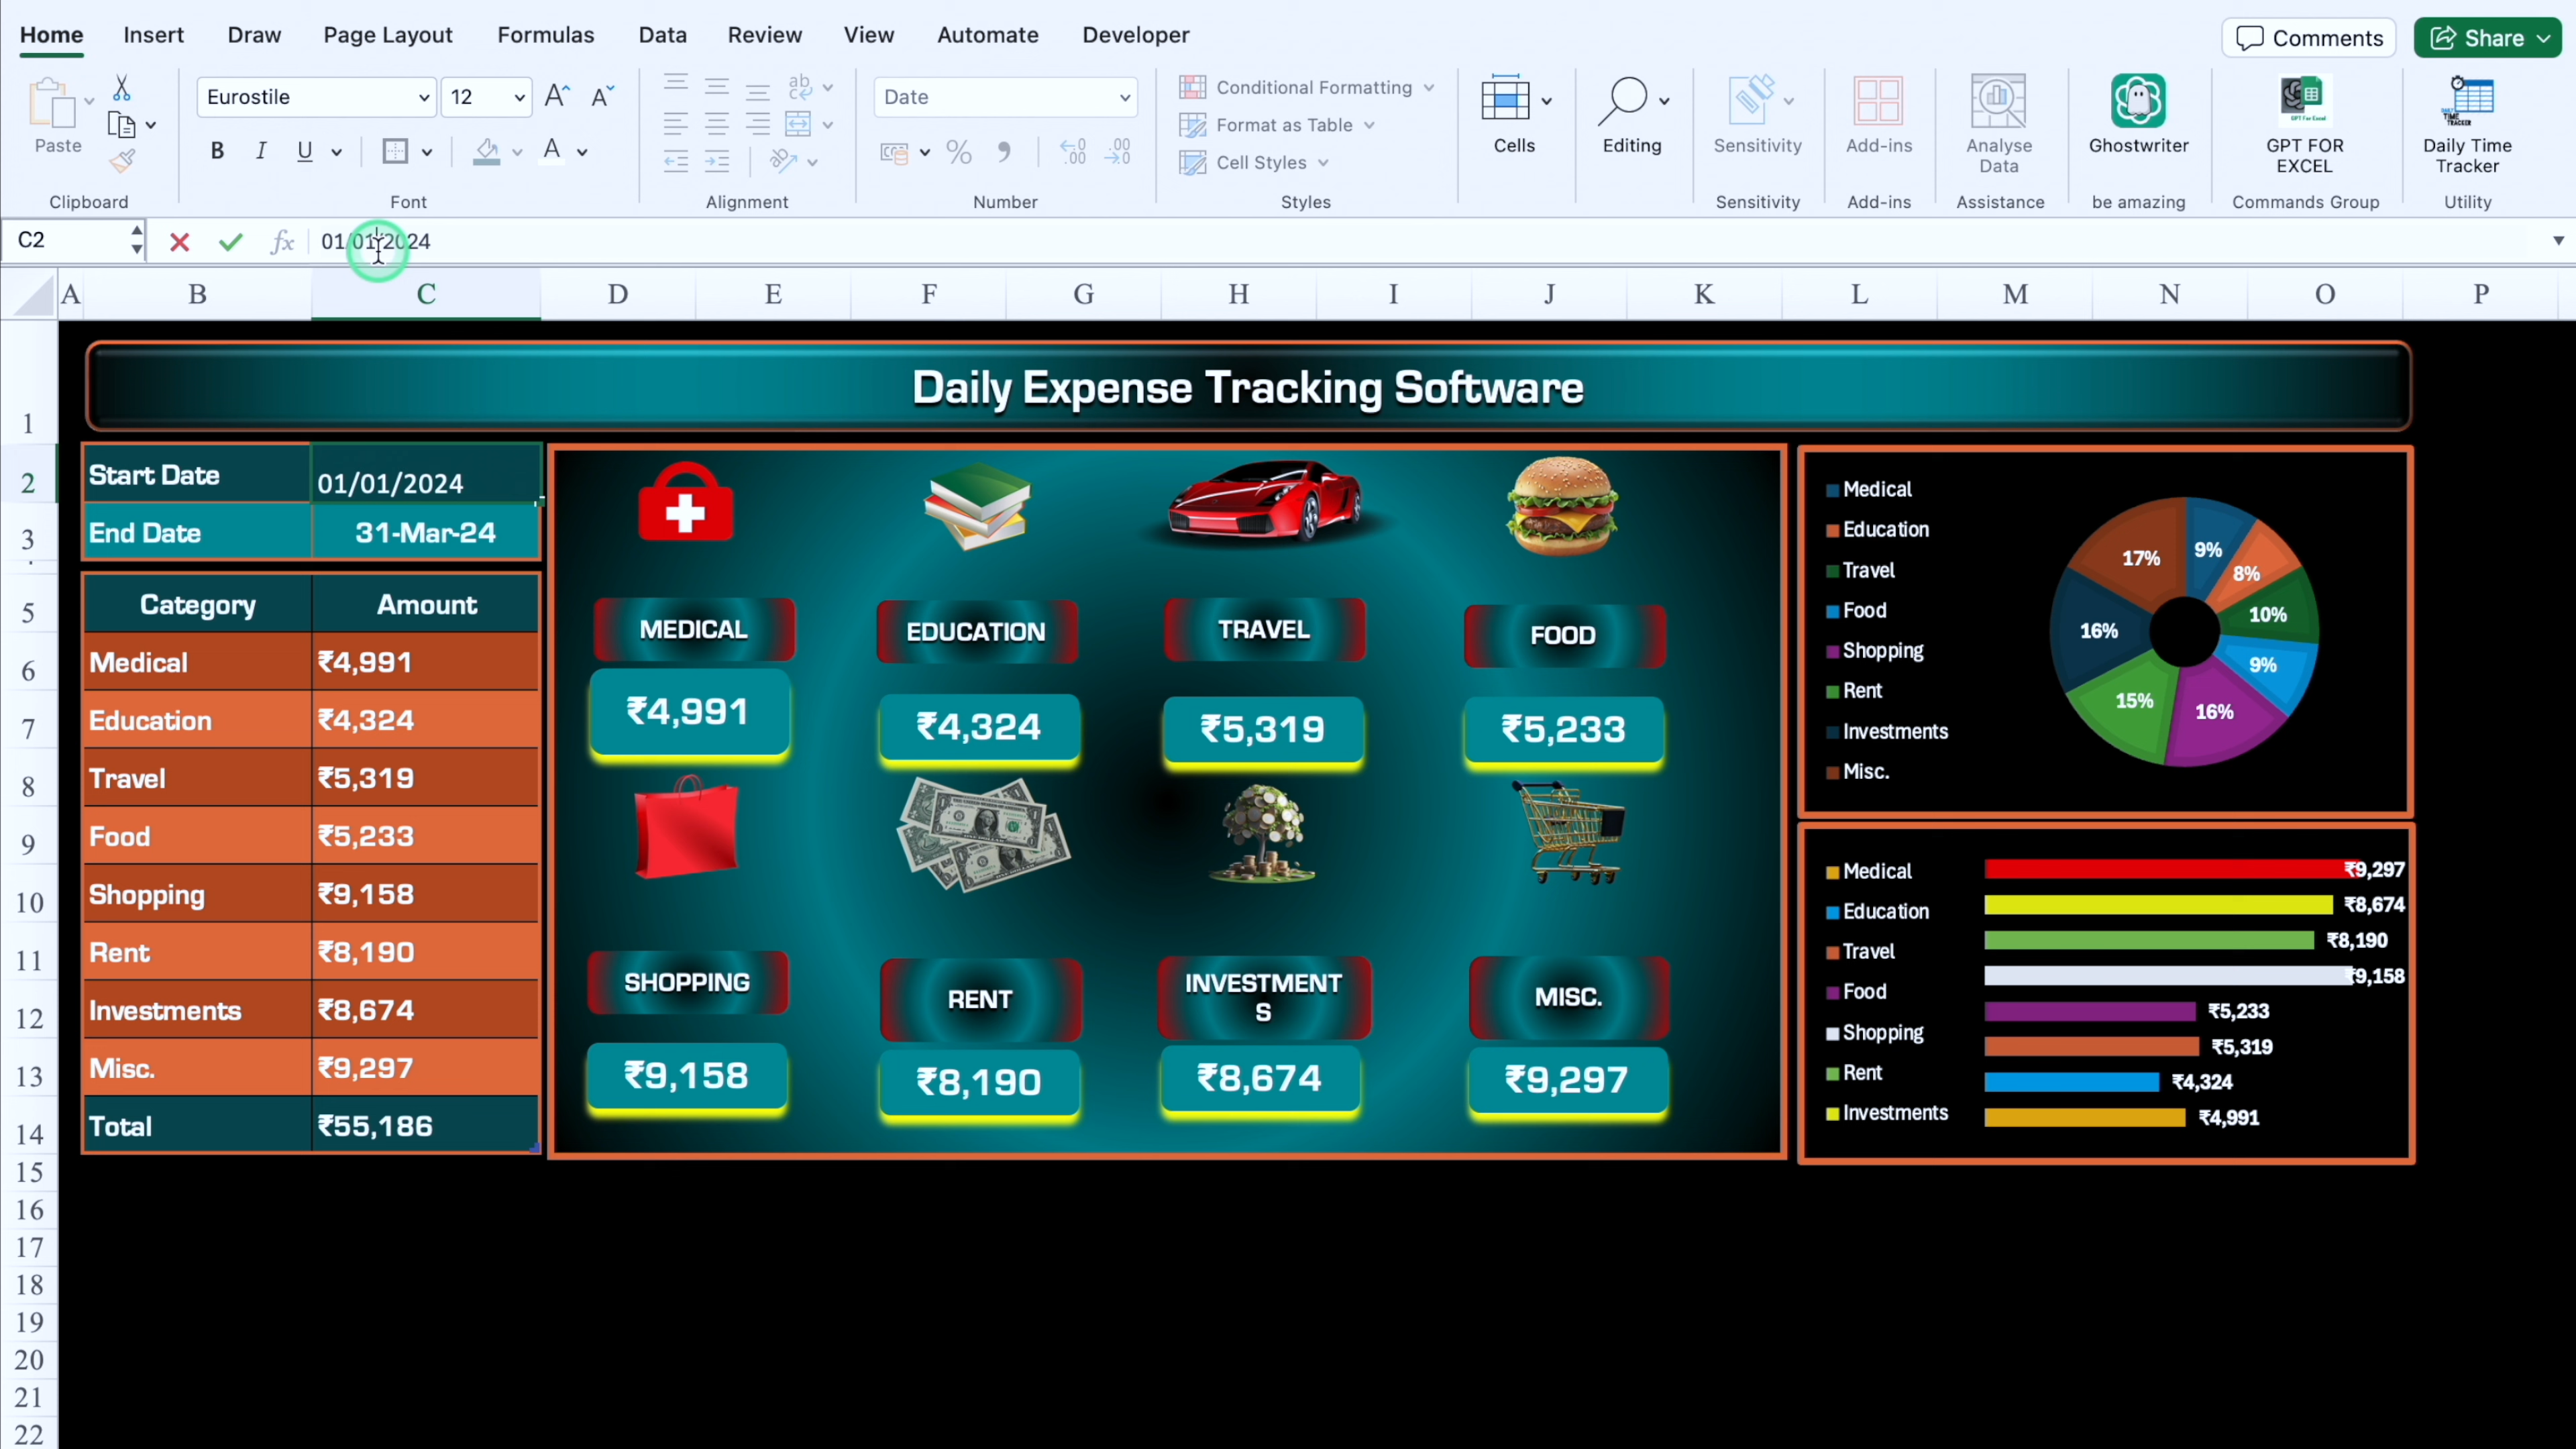 Home Insert Draw Page Layout Formulas Data Review View Automate Developer Comments Share
Paste
Eurostile 12
B I U A
ab
Date
% .00 .00
Conditional Formatting
Format as Table
Cell Styles
Cells
Editing
Sensitivity
Add-ins
Analyse
Data
Ghostwriter
GPT FOR
EXCEL
Daily Time
Tracker
Clipboard Font Alignment Number Styles Sensitivity Add-ins Assistance be amazing Commands Group Utility
C2 fx 01/01/2024
A B C D E F G H I J K L M N O P
1
Daily Expense Tracking Software
2 Start Date 01/01/2024
3 End Date 31-Mar-24
5 Category Amount
6 Medical ₹4,991
7 Education ₹4,324
8 Travel ₹5,319
9 Food ₹5,233
10 Shopping ₹9,158
11 Rent ₹8,190
12 Investments ₹8,674
13 Misc. ₹9,297
14 Total ₹55,186
15
16
17
18
19
20
21
22
MEDICAL EDUCATION TRAVEL FOOD
₹4,991 ₹4,324 ₹5,319 ₹5,233
SHOPPING RENT INVESTMENT
S MISC.
₹9,158 ₹8,190 ₹8,674 ₹9,297
Medical
Education
Travel
Food
Shopping
Rent
Investments
Misc.
17% 9%
8%
10%
16%
9%
15%
16%
Medical
Education
Travel
Food
Shopping
Rent
Investments
₹9,297
₹8,674
₹8,190
₹9,158
₹5,233
₹5,319
₹4,324
₹4,991